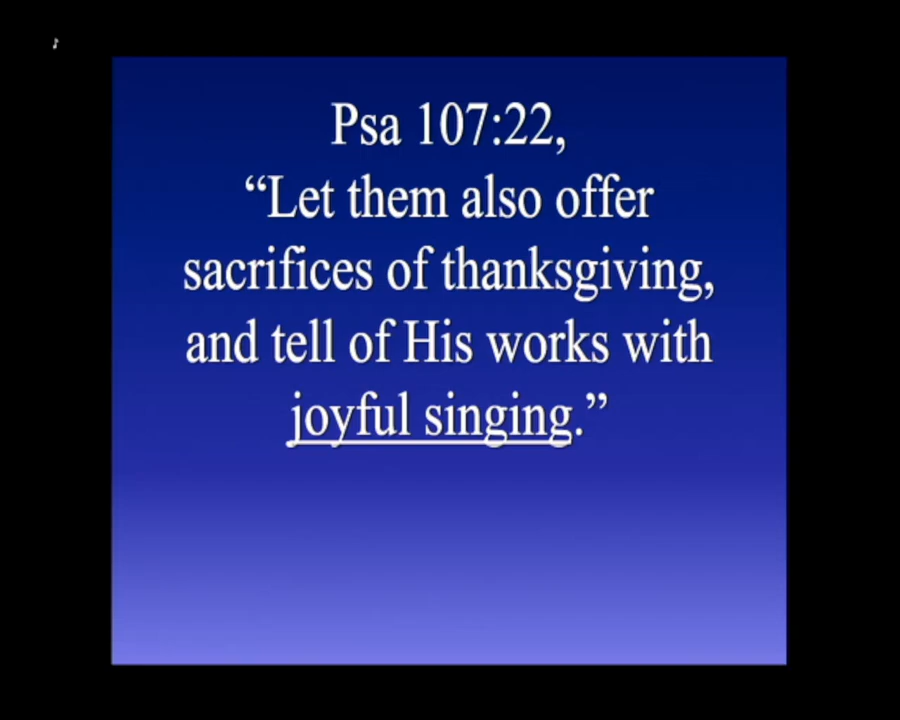 Psa 107:22,
“Let them also offer
sacrifices of thanksgiving,
and tell of His works with
joyful singing.”